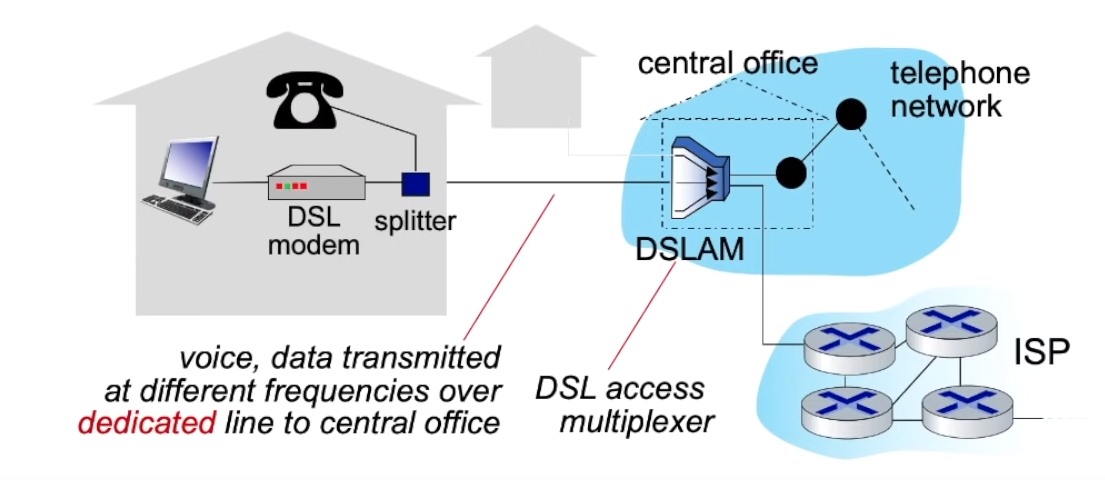 central office
telephone
network
DSL
modem
splitter
DSLAM
voice, data transmitted
at different frequencies over
dedicated line to central office
DSL access
multiplexer
ISP